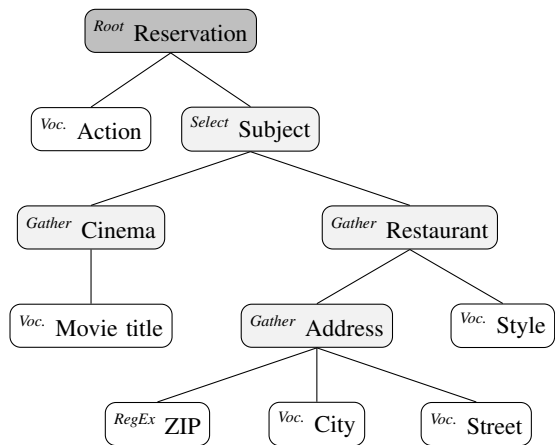 Root Reservation
Voc. Action
Select Subject
Gather Cinema
Gather Restaurant
Voc. Movie title
Gather Address
Voc. Style
RegEx ZIP
Voc. City
Voc. Street